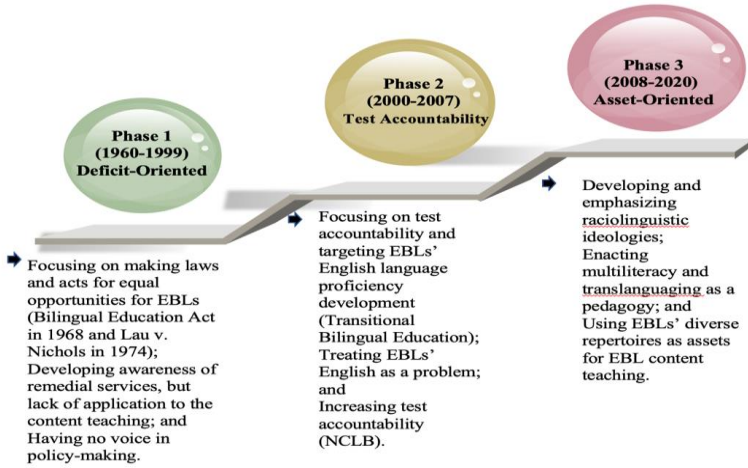 Phase 1
(1960-1999)
Deficit-Oriented
Focusing on making laws
and acts for equal
opportunities for EBLs
(Bilingual Education Act
in 1968 and Lau v.
Nichols in 1974);
Developing awareness of
remedial services, but
lack of application to the
content teaching; and
Having no voice in
policy-making.
Phase 2
(2000-2007)
Test Accountability
Focusing on test
accountability and
targeting EBLs’
English language
proficiency
development
(Transitional
Bilingual Education);
Treating EBLs’
English as a problem;
and
Increasing test
accountability
(NCLB).
Phase 3
(2008-2020)
Asset-Oriented
Developing and
emphasizing
raciolinguistic
ideologies;
Enacting
multiliteracy and
translanguaging as a
pedagogy; and
Using EBLs’ diverse
repertoires as assets
for EBL content
teaching.